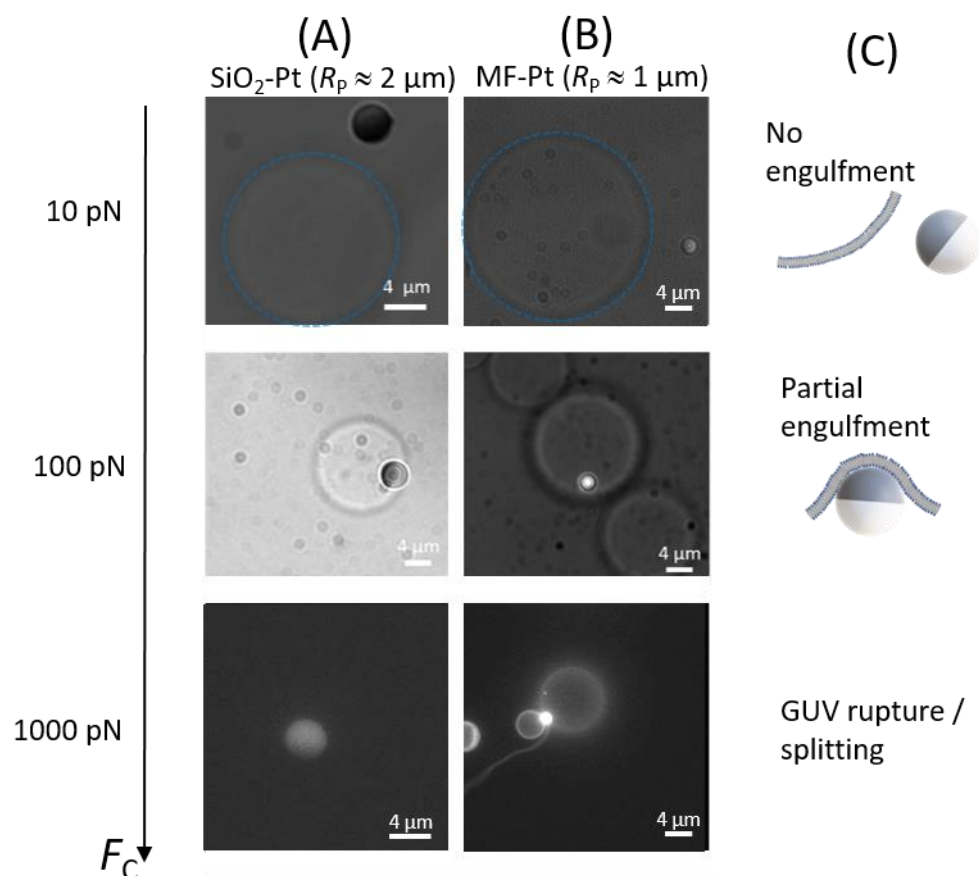 (A)
SiO₂-Pt (Rₚ ≈ 2 μm)
(B)
MF-Pt (Rₚ ≈ 1 μm)
(C)
10 pN
4 μm
4 μm
No
engulfment
100 pN
4 μm
4 μm
Partial
engulfment
1000 pN
4 μm
4 μm
GUV rupture /
splitting
F_C